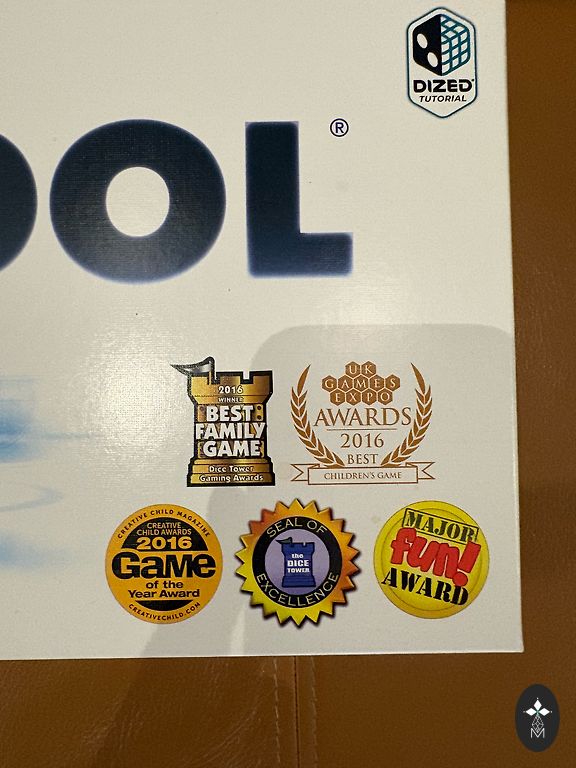 DIZED
TUTORIAL
OOL®
2016
WINNER
BEST
FAMILY
GAME
Dice Tower
Gaming Awards
UK
GAMES
EXPO
AWARDS
2016
BEST
CHILDREN'S GAME
CREATIVE CHILD MAGAZINE
CREATIVE
CHILD AWARDS
2016
Game
of the
Year Award
CREATIVECHILD.COM
SEAL OF
the
DICE
TOWER
EXCELLENCE
MAJOR
fun!
AWARD
M